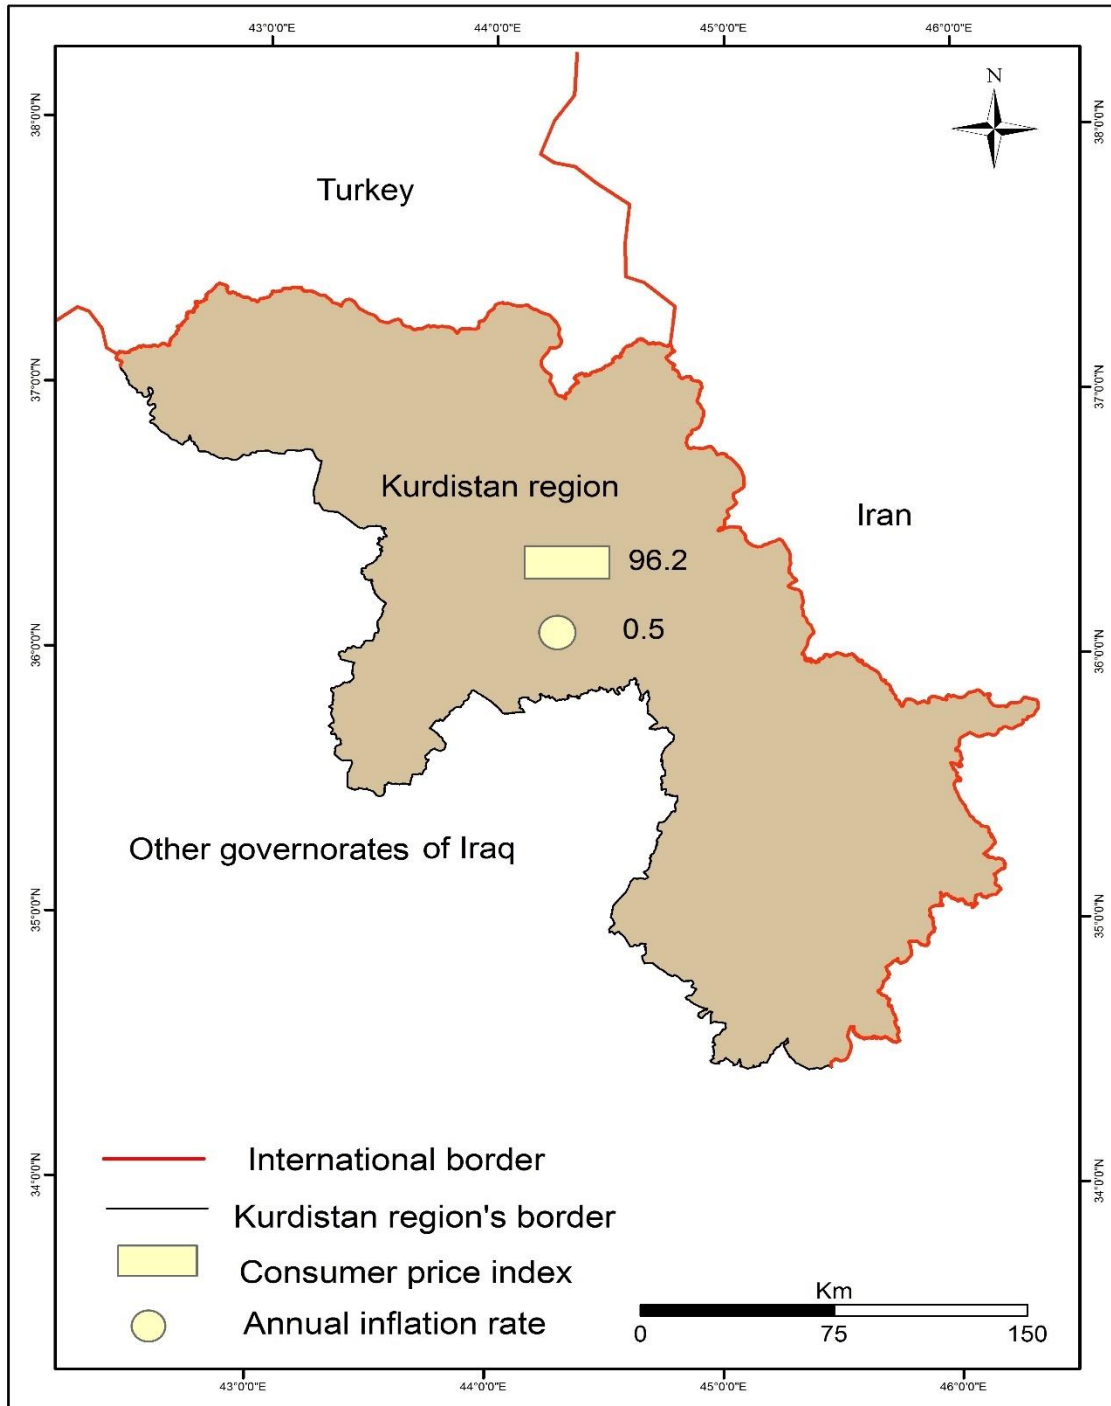 43°0'0"E 44°0'0"E 45°0'0"E 46°0'0"E
N
38°0'0"N 38°0'0"N
Turkey
37°0'0"N 37°0'0"N
Kurdistan region
Iran
96.2
0.5
36°0'0"N 36°0'0"N
Other governorates of Iraq
35°0'0"N 35°0'0"N
International border
34°0'0"N 34°0'0"N
Kurdistan region's border
Consumer price index
Annual inflation rate
Km
0 75 150
43°0'0"E 44°0'0"E 45°0'0"E 46°0'0"E